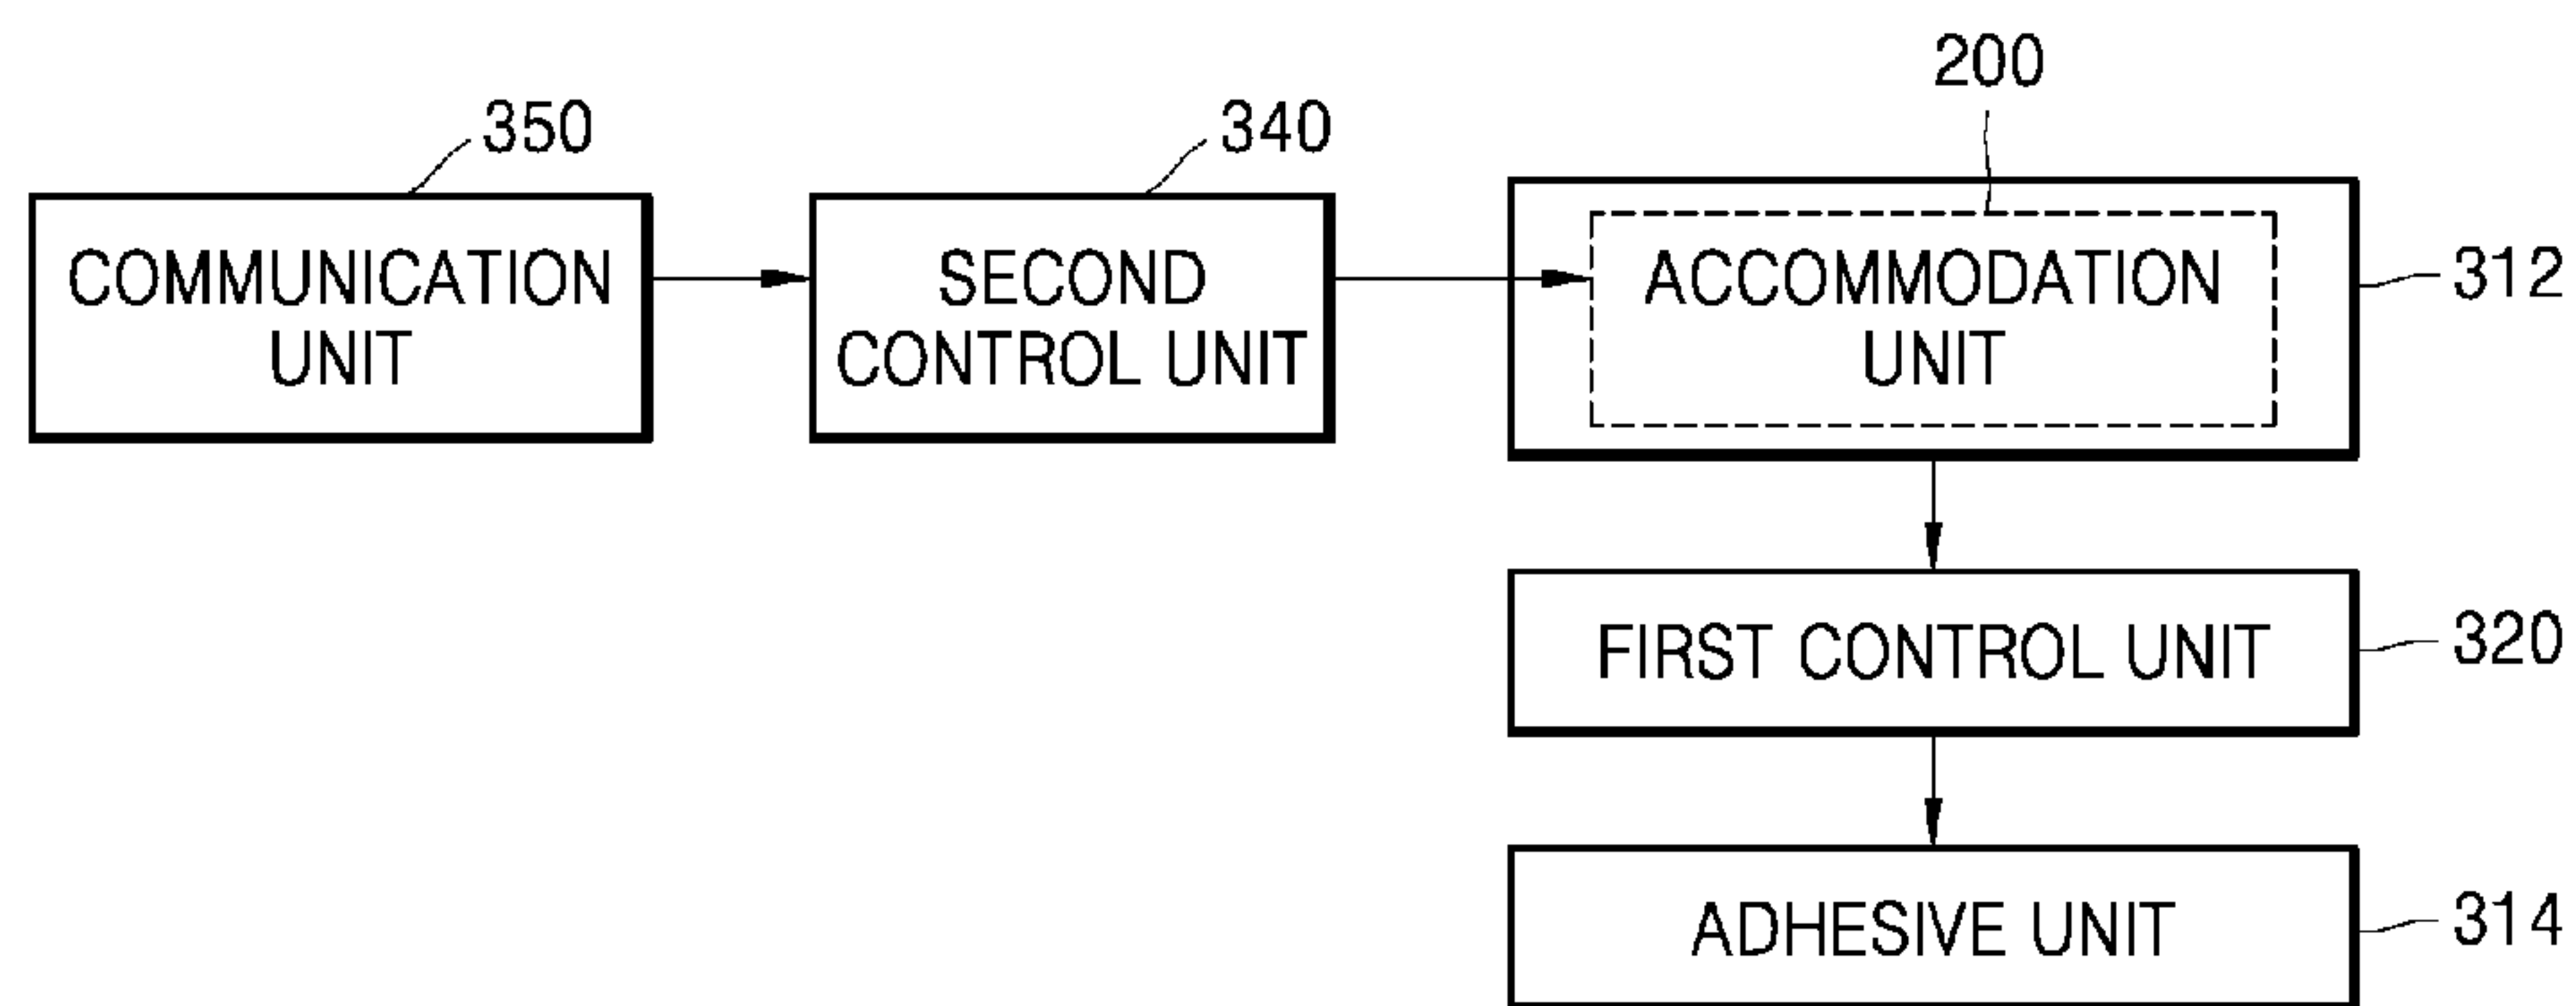 200
350
340
COMMUNICATION
UNIT
SECOND
CONTROL UNIT
ACCOMMODATION
UNIT
312
FIRST CONTROL UNIT
320
ADHESIVE UNIT
314